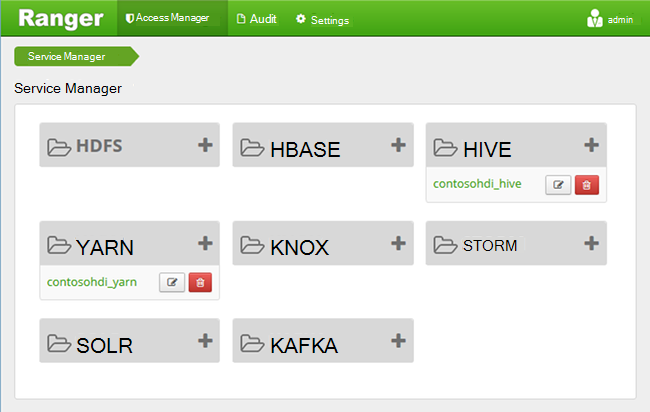 Ranger Access Manager Audit Settings admin
Service Manager
Service Manager
HDFS HBASE HIVE
contosohdi_hive
YARN KNOX STORM
contosohdi_yarn
SOLR KAFKA